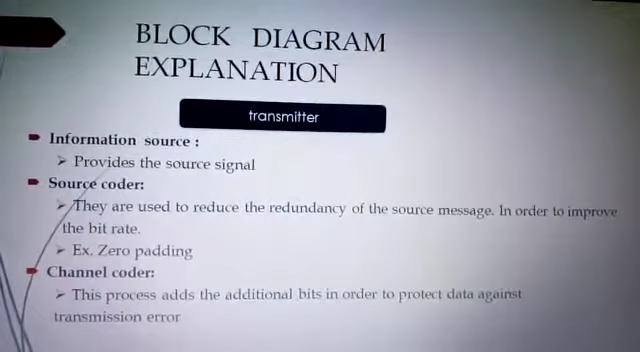 BLOCK DIAGRAM
EXPLANATION
transmitter
Information source :
Provides the source signal
Source coder:
They are used to reduce the redundancy of the source message. In order to improve
the bit rate.
Ex. Zero padding
Channel coder:
This process adds the additional bits in order to protect data against
transmission error